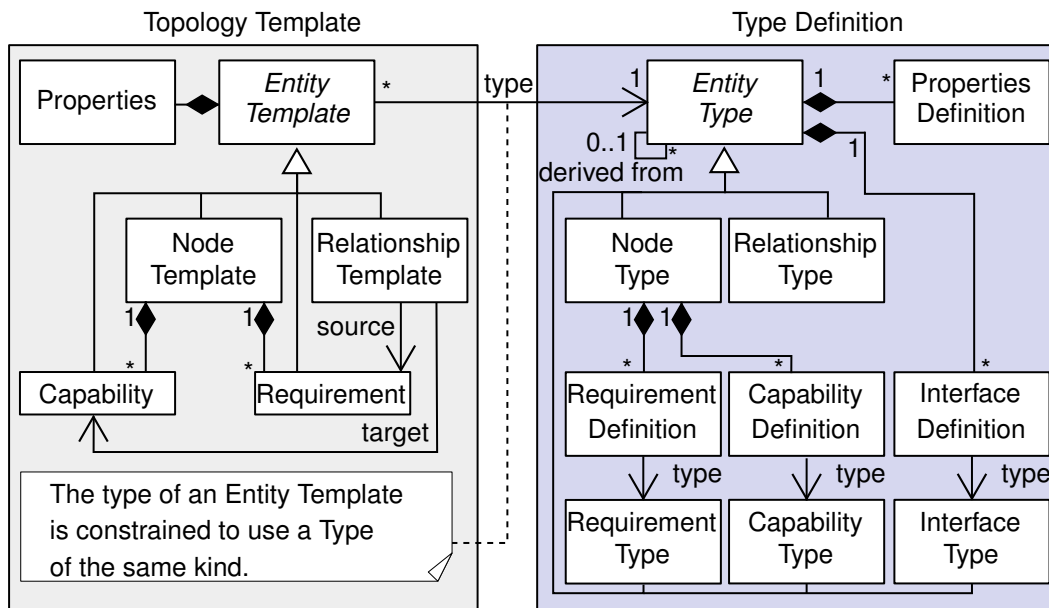 Topology Template
Type Definition
Properties
Entity
Template
*
type
1
Entity
Type
1
*
Properties
Definition
0..1
*
1
derived from
Node
Template
Relationship
Template
Node
Type
Relationship
Type
1
1
source
1
1
*
*
*
*
*
Capability
Requirement
target
Requirement
Definition
Capability
Definition
Interface
Definition
type
type
type
The type of an Entity Template
is constrained to use a Type
of the same kind.
Requirement
Type
Capability
Type
Interface
Type